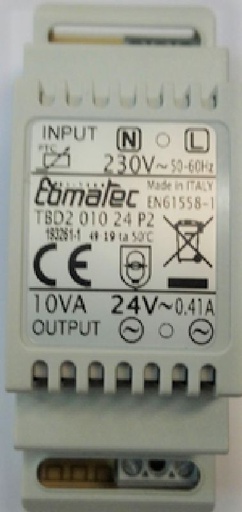 INPUT N L
PTC 230V~ 50-60Hz
Comatec Made in ITALY
EN61558-1
TBD2 010 24 P2
ta 50°C
CE
10VA 24V~0.41A
OUTPUT